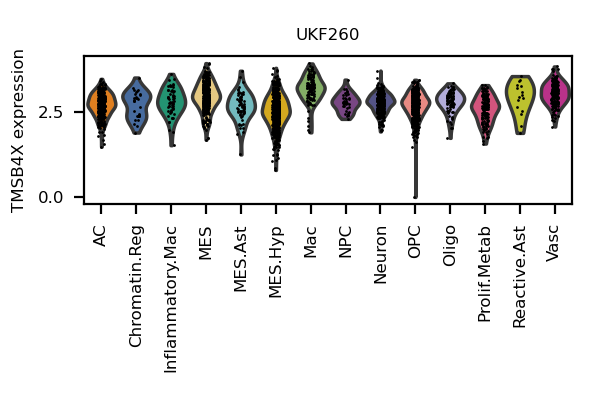 UKF260
TMSB4X expression
2.5
0.0
AC
Chromatin.Reg
Inflammatory.Mac
MES
MES.Ast
MES.Hyp
Mac
NPC
Neuron
OPC
Oligo
Prolif.Metab
Reactive.Ast
Vasc